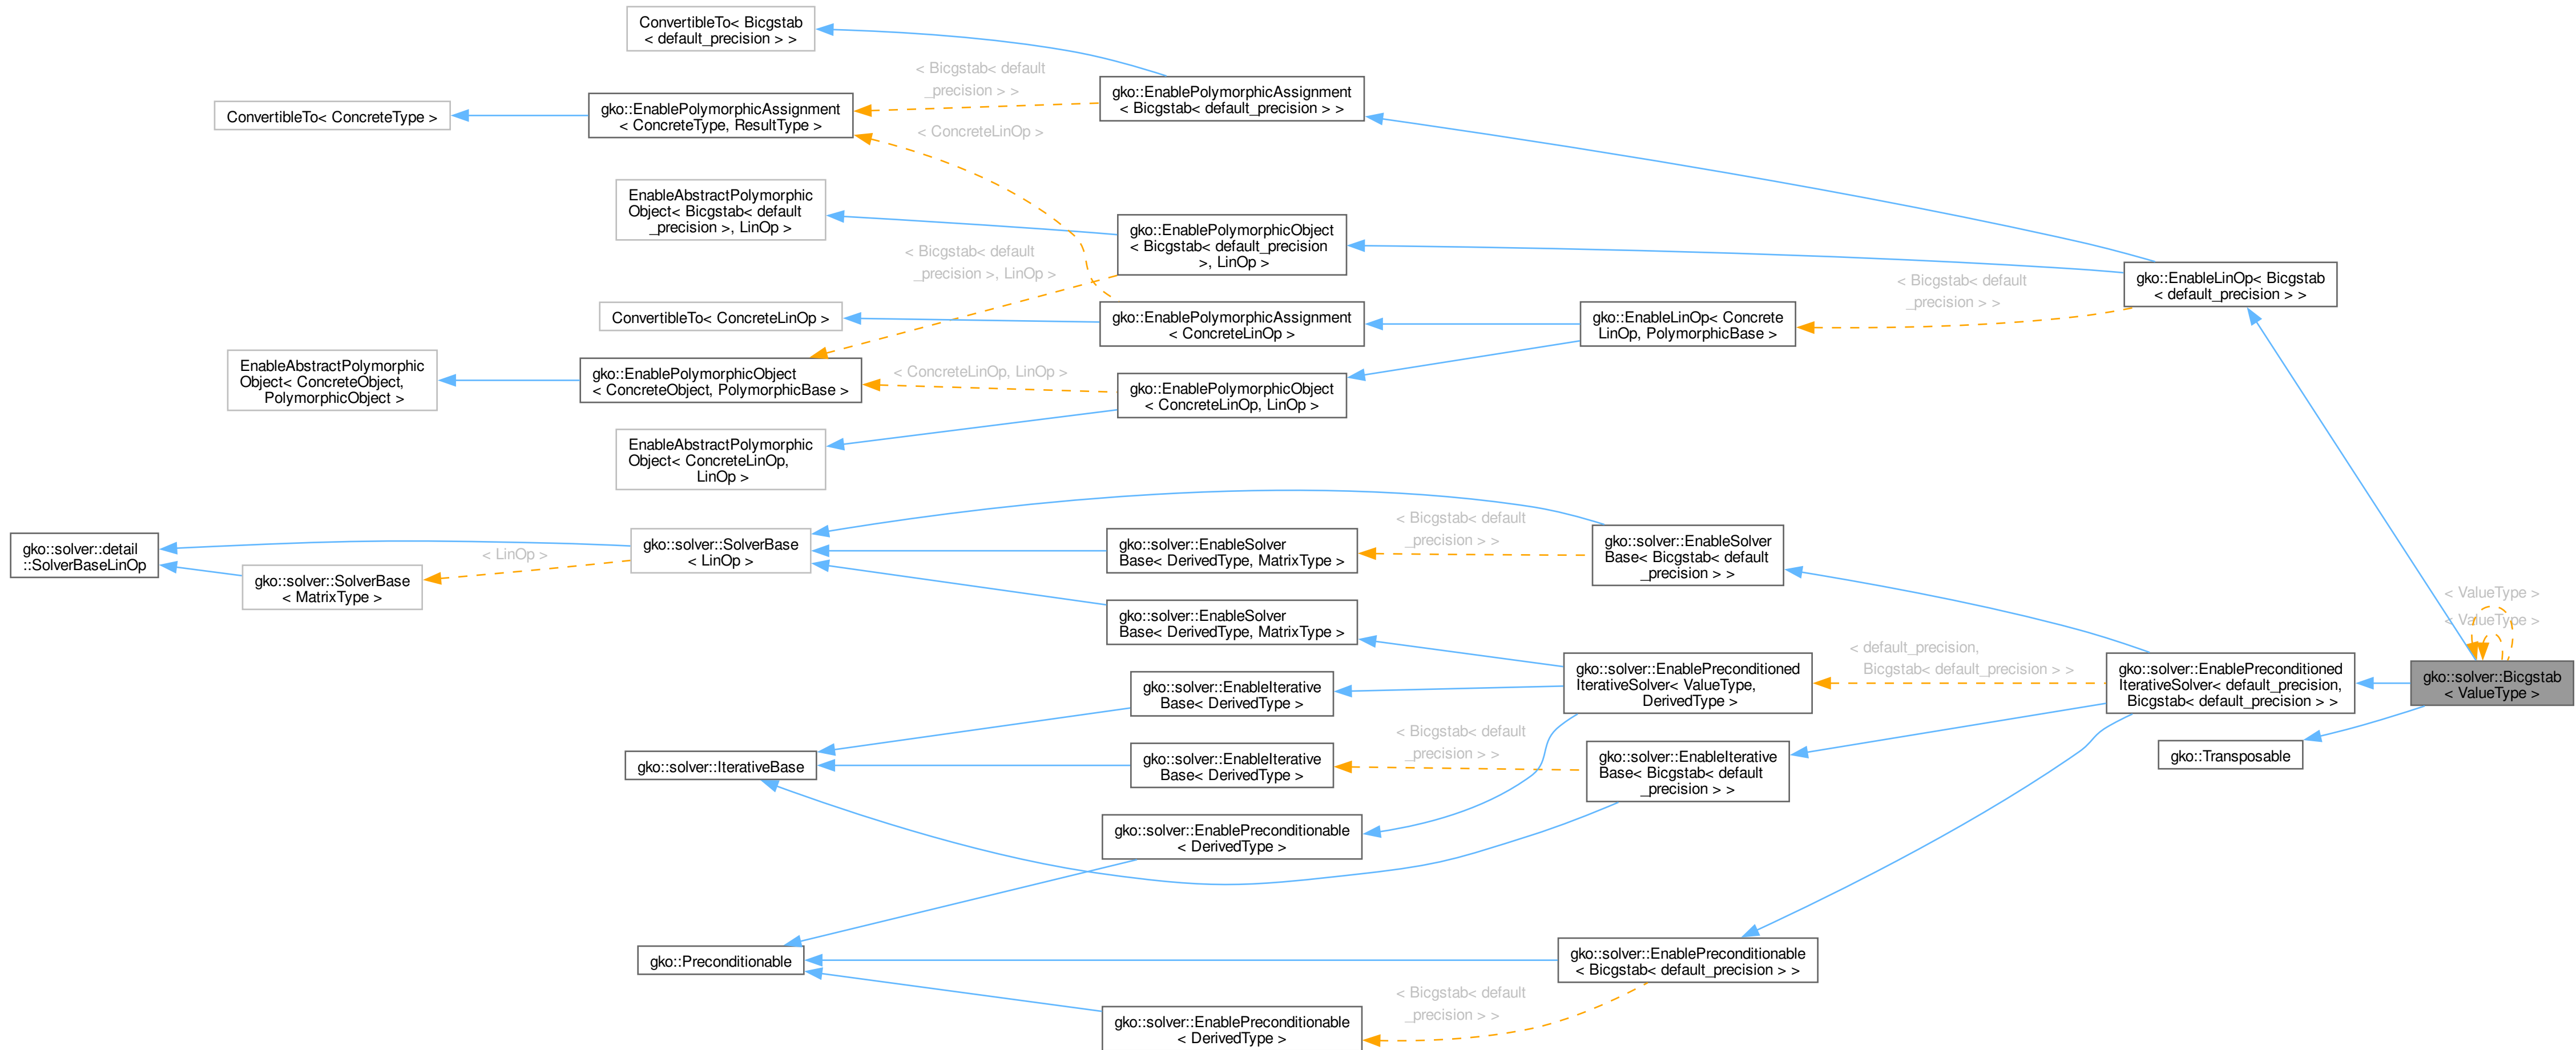 ConvertibleTo< Bicgstab
< default_precision > >
< Bicgstab< default
_precision > >
gko::EnablePolymorphicAssignment
< Bicgstab< default_precision > >
ConvertibleTo< ConcreteType >
gko::EnablePolymorphicAssignment
< ConcreteType, ResultType >
< ConcreteLinOp >
EnableAbstractPolymorphic
Object< Bicgstab< default
_precision >, LinOp >
gko::EnablePolymorphicObject
< Bicgstab< default_precision
>, LinOp >
< Bicgstab< default
_precision >, LinOp >
gko::EnableLinOp< Bicgstab
< default_precision > >
< Bicgstab< default
_precision > >
ConvertibleTo< ConcreteLinOp >
gko::EnablePolymorphicAssignment
< ConcreteLinOp >
gko::EnableLinOp< Concrete
LinOp, PolymorphicBase >
EnableAbstractPolymorphic
Object< ConcreteObject,
PolymorphicObject >
gko::EnablePolymorphicObject
< ConcreteObject, PolymorphicBase >
< ConcreteLinOp, LinOp >
gko::EnablePolymorphicObject
< ConcreteLinOp, LinOp >
EnableAbstractPolymorphic
Object< ConcreteLinOp,
LinOp >
gko::solver::detail
::SolverBaseLinOp
< LinOp >
gko::solver::SolverBase
< MatrixType >
gko::solver::SolverBase
< LinOp >
gko::solver::EnableSolver
Base< DerivedType, MatrixType >
< Bicgstab< default
_precision > >
gko::solver::EnableSolver
Base< Bicgstab< default
_precision > >
gko::solver::EnableSolver
Base< DerivedType, MatrixType >
< ValueType >
< ValueType >
gko::solver::EnablePreconditioned
IterativeSolver< ValueType,
DerivedType >
< default_precision,
Bicgstab< default_precision > >
gko::solver::EnablePreconditioned
IterativeSolver< default_precision,
Bicgstab< default_precision > >
gko::solver::Bicgstab
< ValueType >
gko::solver::EnableIterative
Base< DerivedType >
gko::solver::IterativeBase
gko::solver::EnableIterative
Base< DerivedType >
< Bicgstab< default
_precision > >
gko::solver::EnableIterative
Base< Bicgstab< default
_precision > >
gko::Transposable
gko::solver::EnablePreconditionable
< DerivedType >
gko::Preconditionable
gko::solver::EnablePreconditionable
< Bicgstab< default_precision > >
< Bicgstab< default
_precision > >
gko::solver::EnablePreconditionable
< DerivedType >